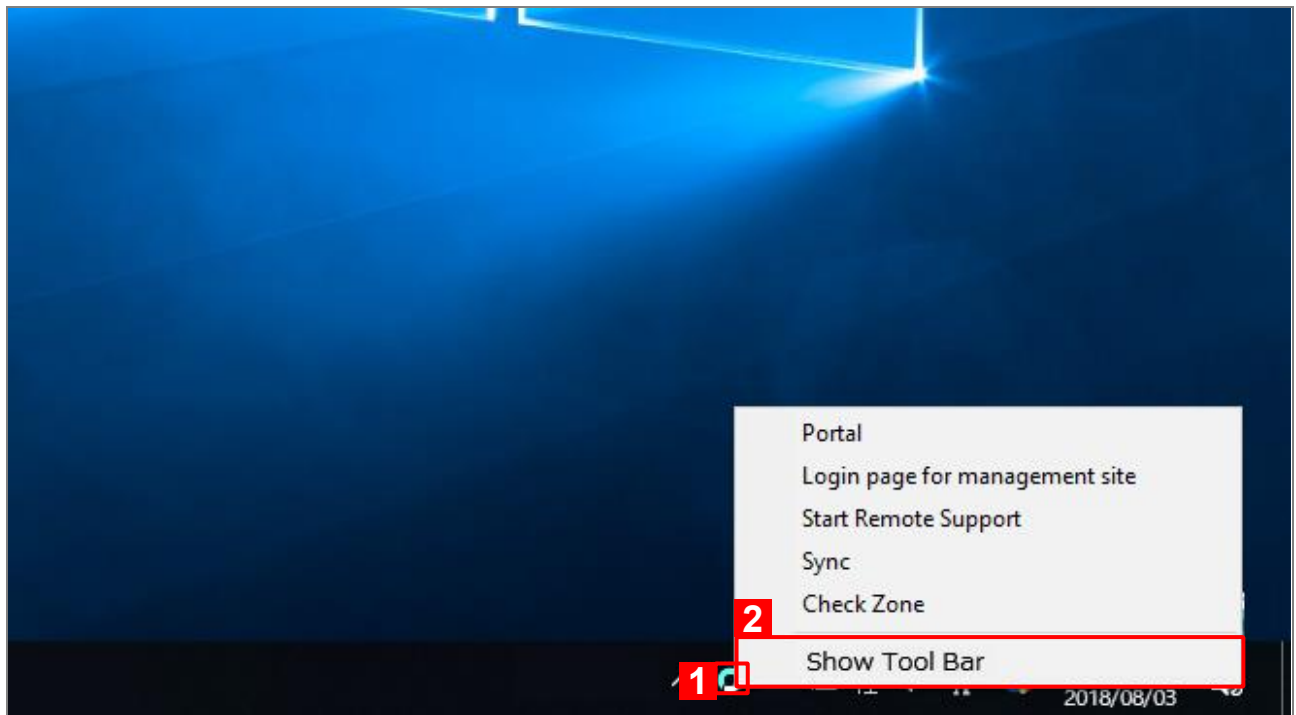 Portal
Login page for management site
Start Remote Support
Sync
Check Zone
2
Show Tool Bar
1
2018/08/03